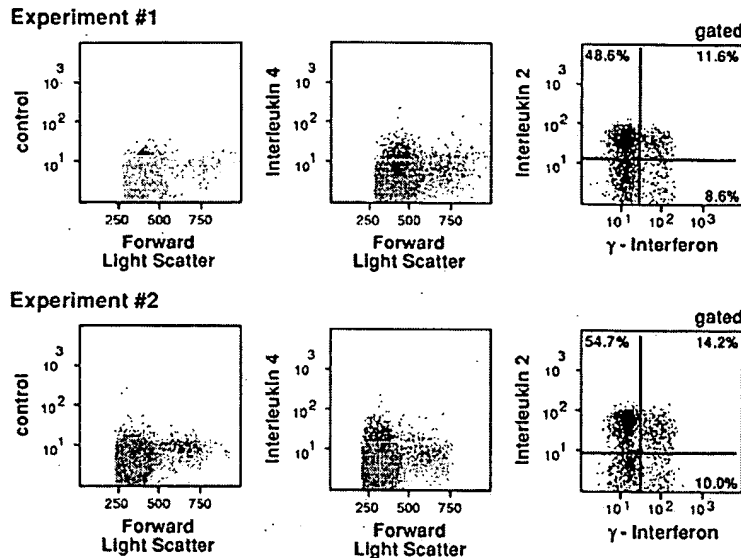 Experiment #1
control
10³
10²
10¹
250 500 750
Forward
Light Scatter
Interleukin 4
10³
10²
10¹
250 500 750
Forward
Light Scatter
gated
48.6% 11.6%
Interleukin 2
10³
10²
10¹
8.6%
10¹ 10² 10³
γ - Interferon
Experiment #2
control
10³
10²
10¹
250 500 750
Forward
Light Scatter
Interleukin 4
10³
10²
10¹
250 500 750
Forward
Light Scatter
gated
54.7% 14.2%
Interleukin 2
10³
10²
10¹
10.0%
10¹ 10² 10³
γ - Interferon